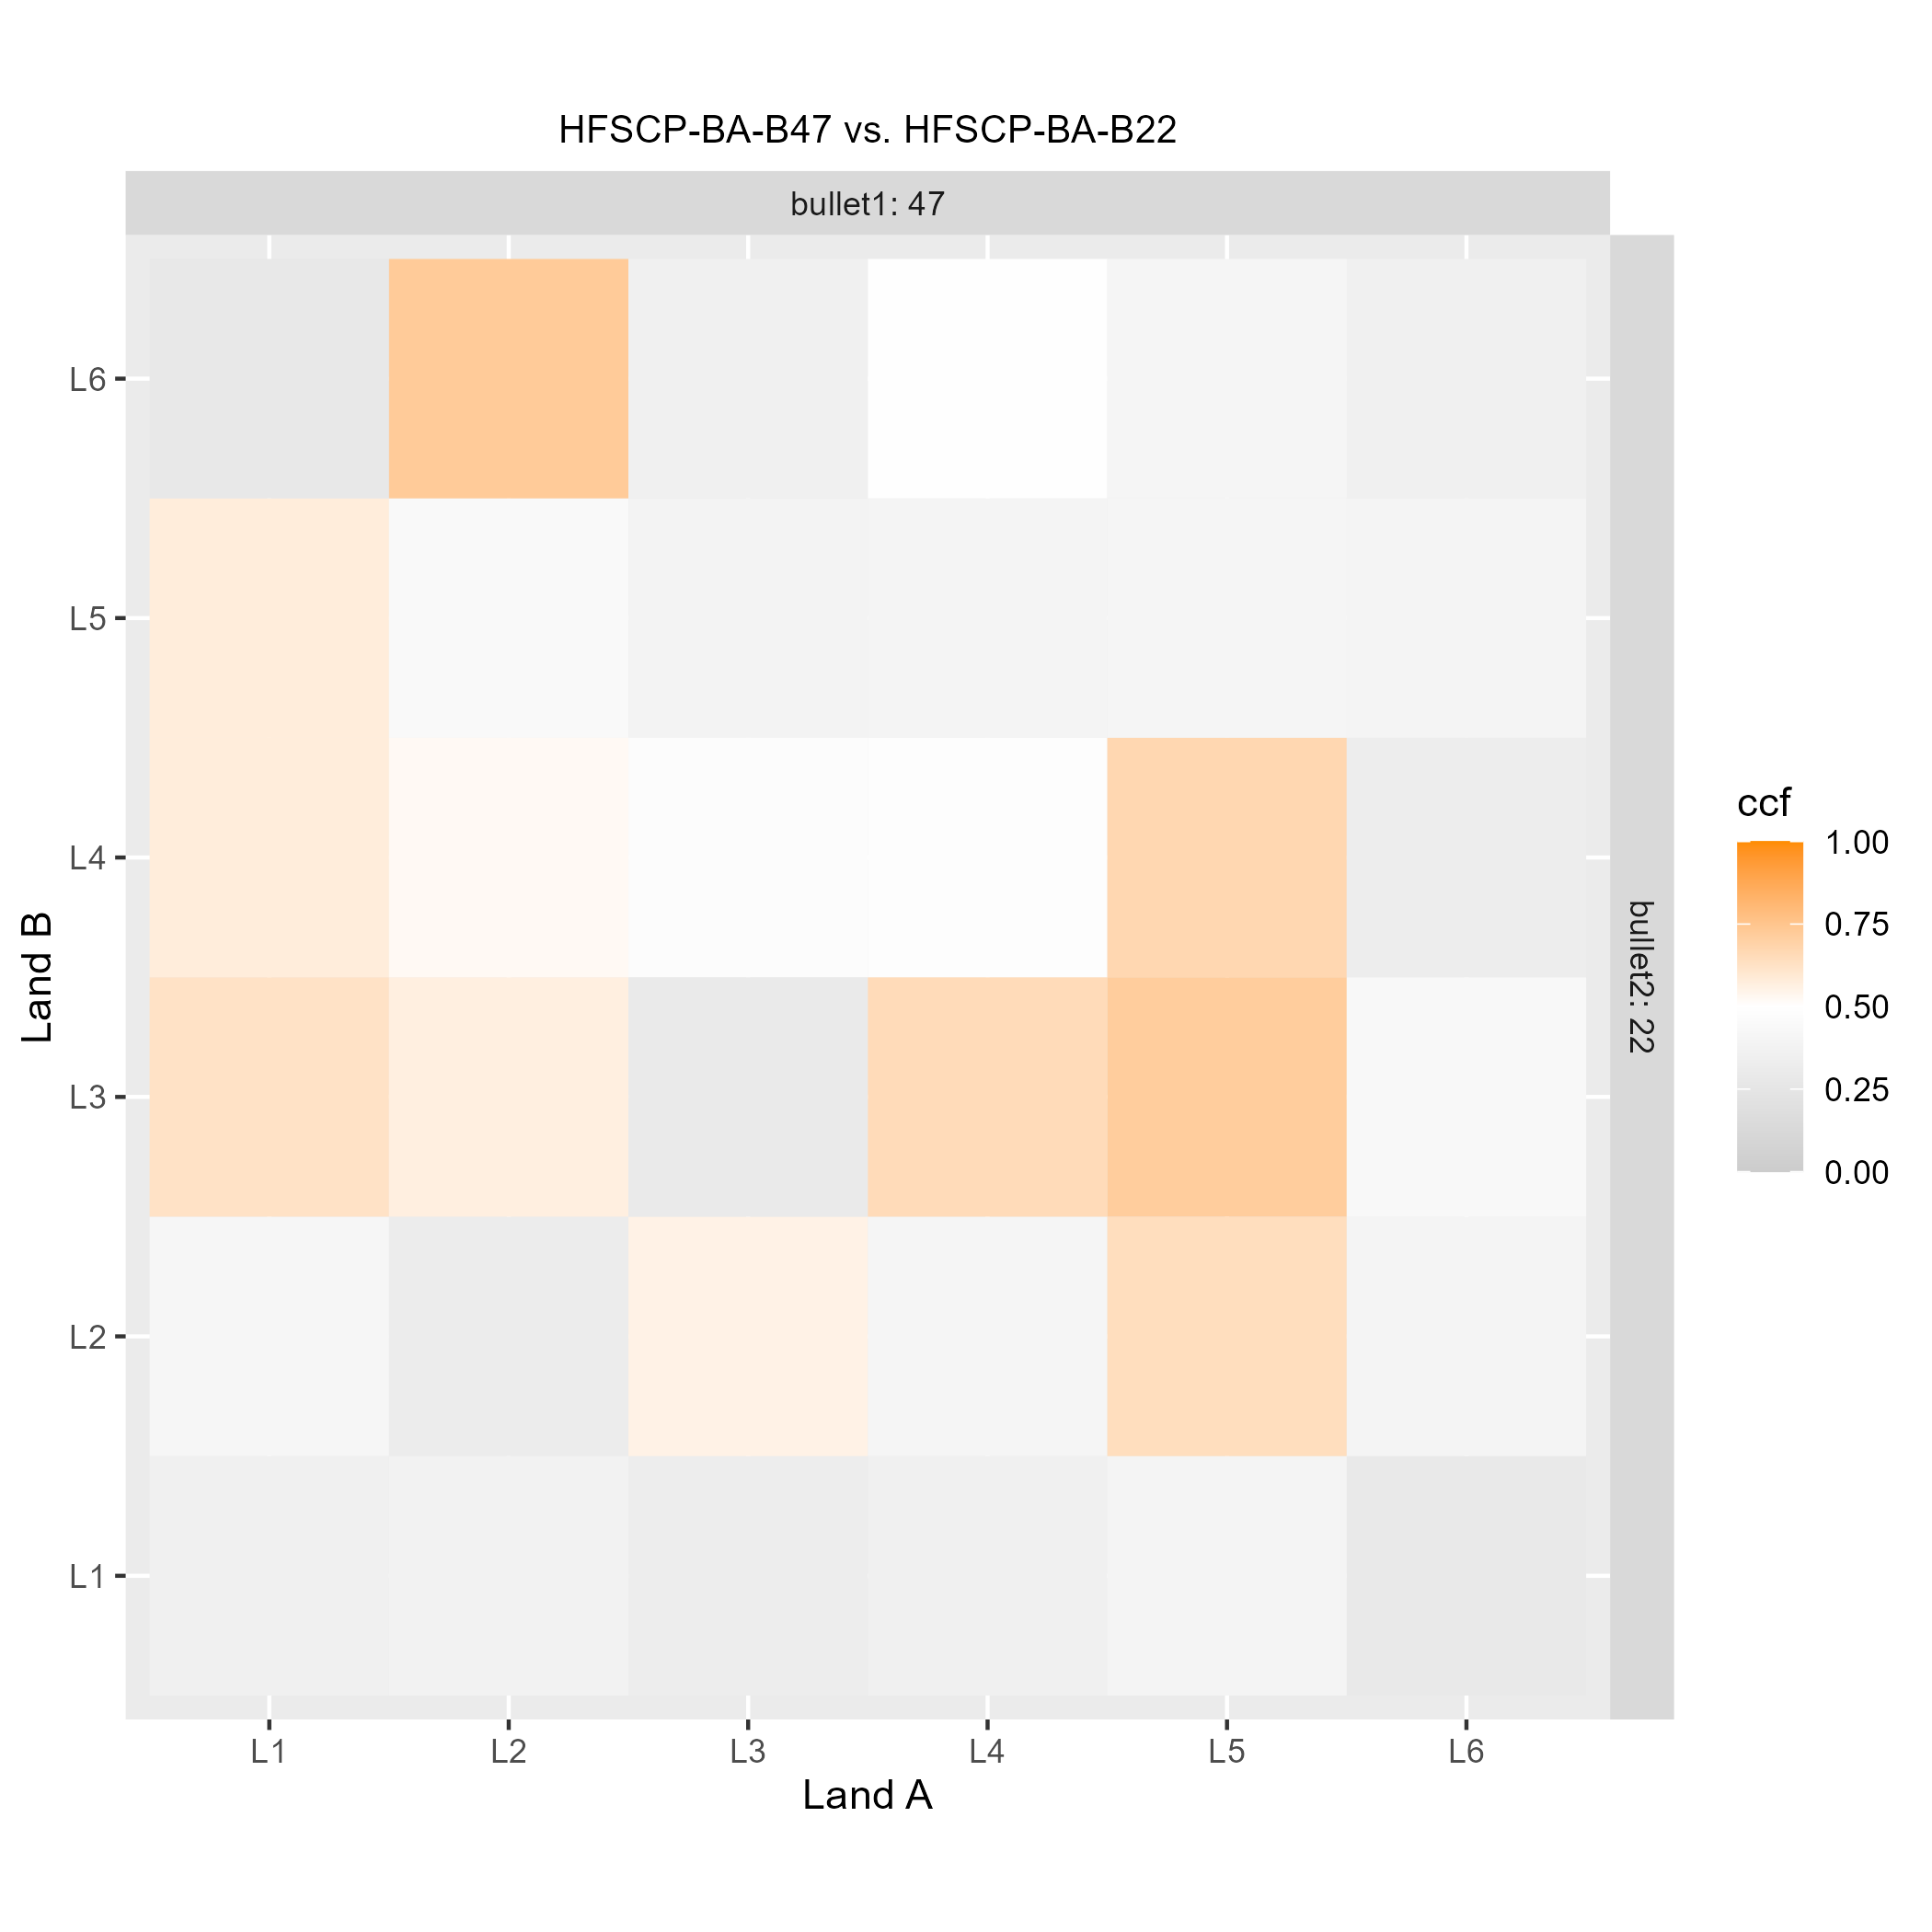 HFSCP-BA-B47 vs. HFSCP-BA-B22
bullet1: 47
L6
L5
L4
L3
L2
L1
Land B
bullet2: 22
ccf
1.00
0.75
0.50
0.25
0.00
L1
L2
L3
L4
L5
L6
Land A